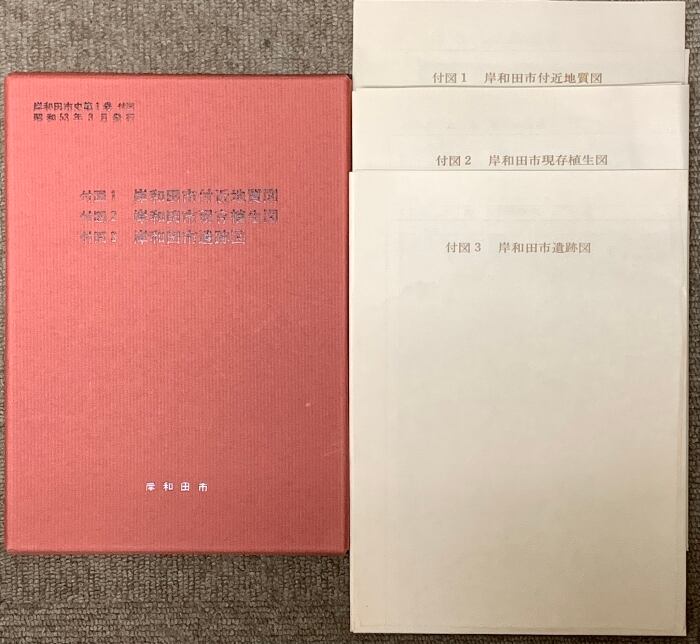 岸和田市史第1巻 付図
昭和53年3月発行
付図1 岸和田市付近地質図
付図2 岸和田市現存植生図
付図3 岸和田市遺跡図
岸和田市
付図1 岸和田市付近地質図
付図2 岸和田市現存植生図
付図3 岸和田市遺跡図